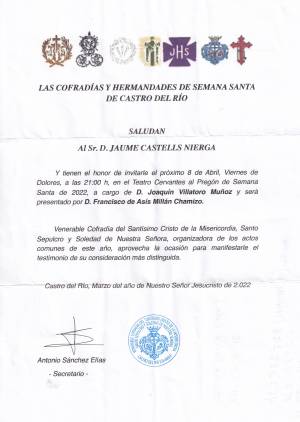 JHS
LAS COFRADÍAS Y HERMANDADES DE SEMANA SANTA
DE CASTRO DEL RÍO
SALUDAN
Al Sr. D. JAUME CASTELLS NIERGA
Y tienen el honor de invitarle el próximo 8 de Abril, Viernes de
Dolores, a las 21:00 h, en el Teatro Cervantes al Pregón de Semana
Santa de 2022, a cargo de D. Joaquín Villatoro Muñoz y será
presentado por D. Francisco de Asís Millán Chamizo.
Venerable Cofradía del Santísimo Cristo de la Misericordia, Santo
Sepulcro y Soledad de Nuestra Señora, organizadora de los actos
comunes de este año, aprovecha la ocasión para manifestarle el
testimonio de su consideración más distinguida.
Castro del Río, Marzo del año de Nuestro Señor Jesucristo de 2.022
Antonio Sánchez Elías
- Secretario -